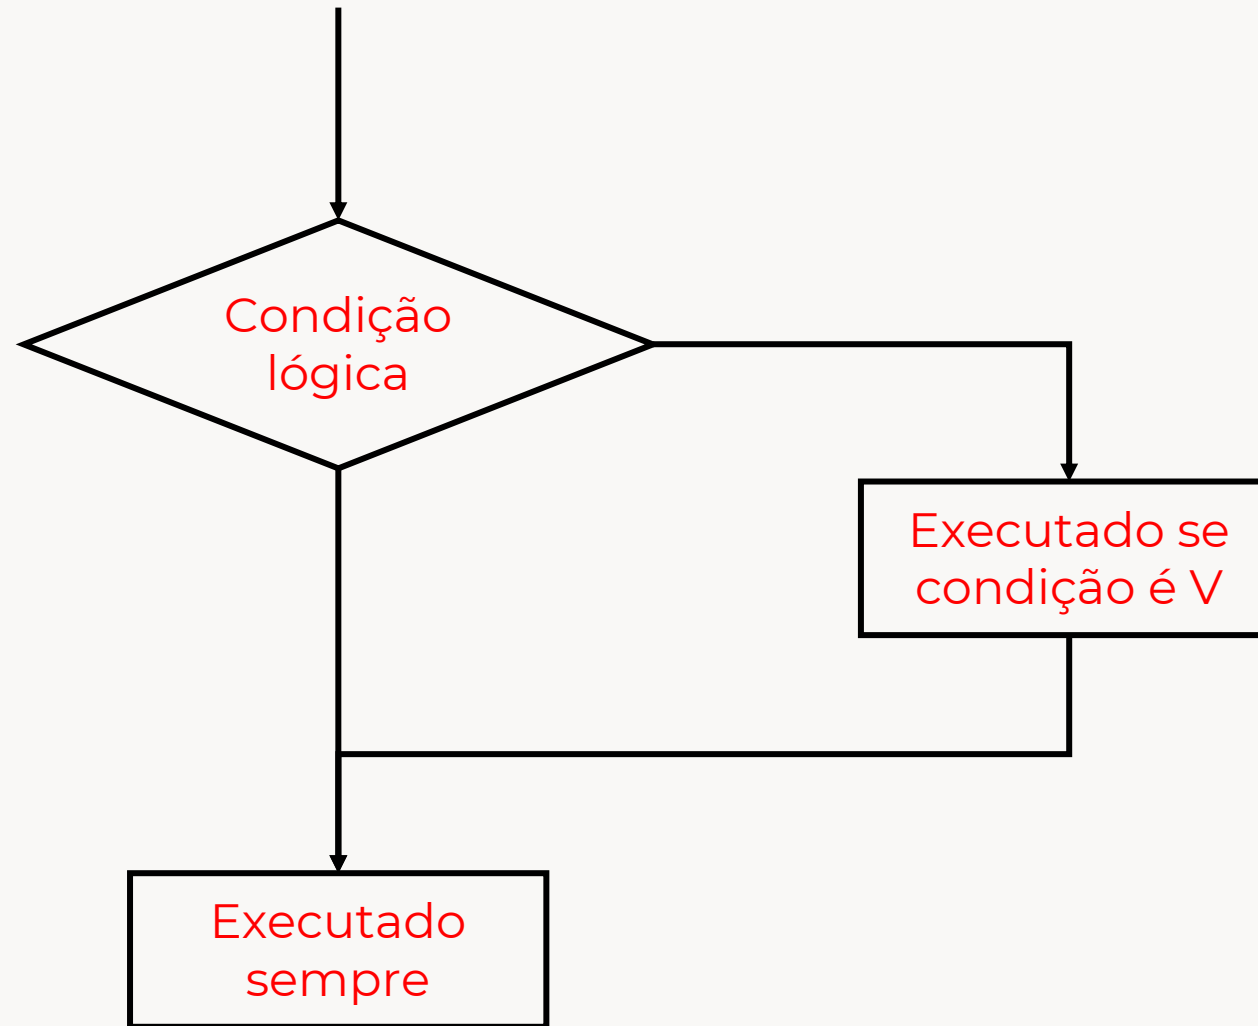 Condição
lógica
Executado se
condição é V
Executado
sempre